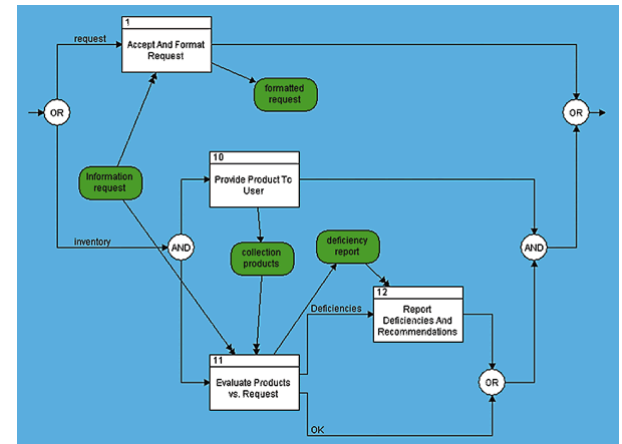 1
request
Accept And Format
Request
formatted
request
OR
OR
10
Provide Product To
User
Information
request
inventory
AND
AND
collection
products
deficiency
report
12
Deficiencies
Report
Deficiencies And
Recommendations
11
Evaluate Products
vs. Request
OR
OK